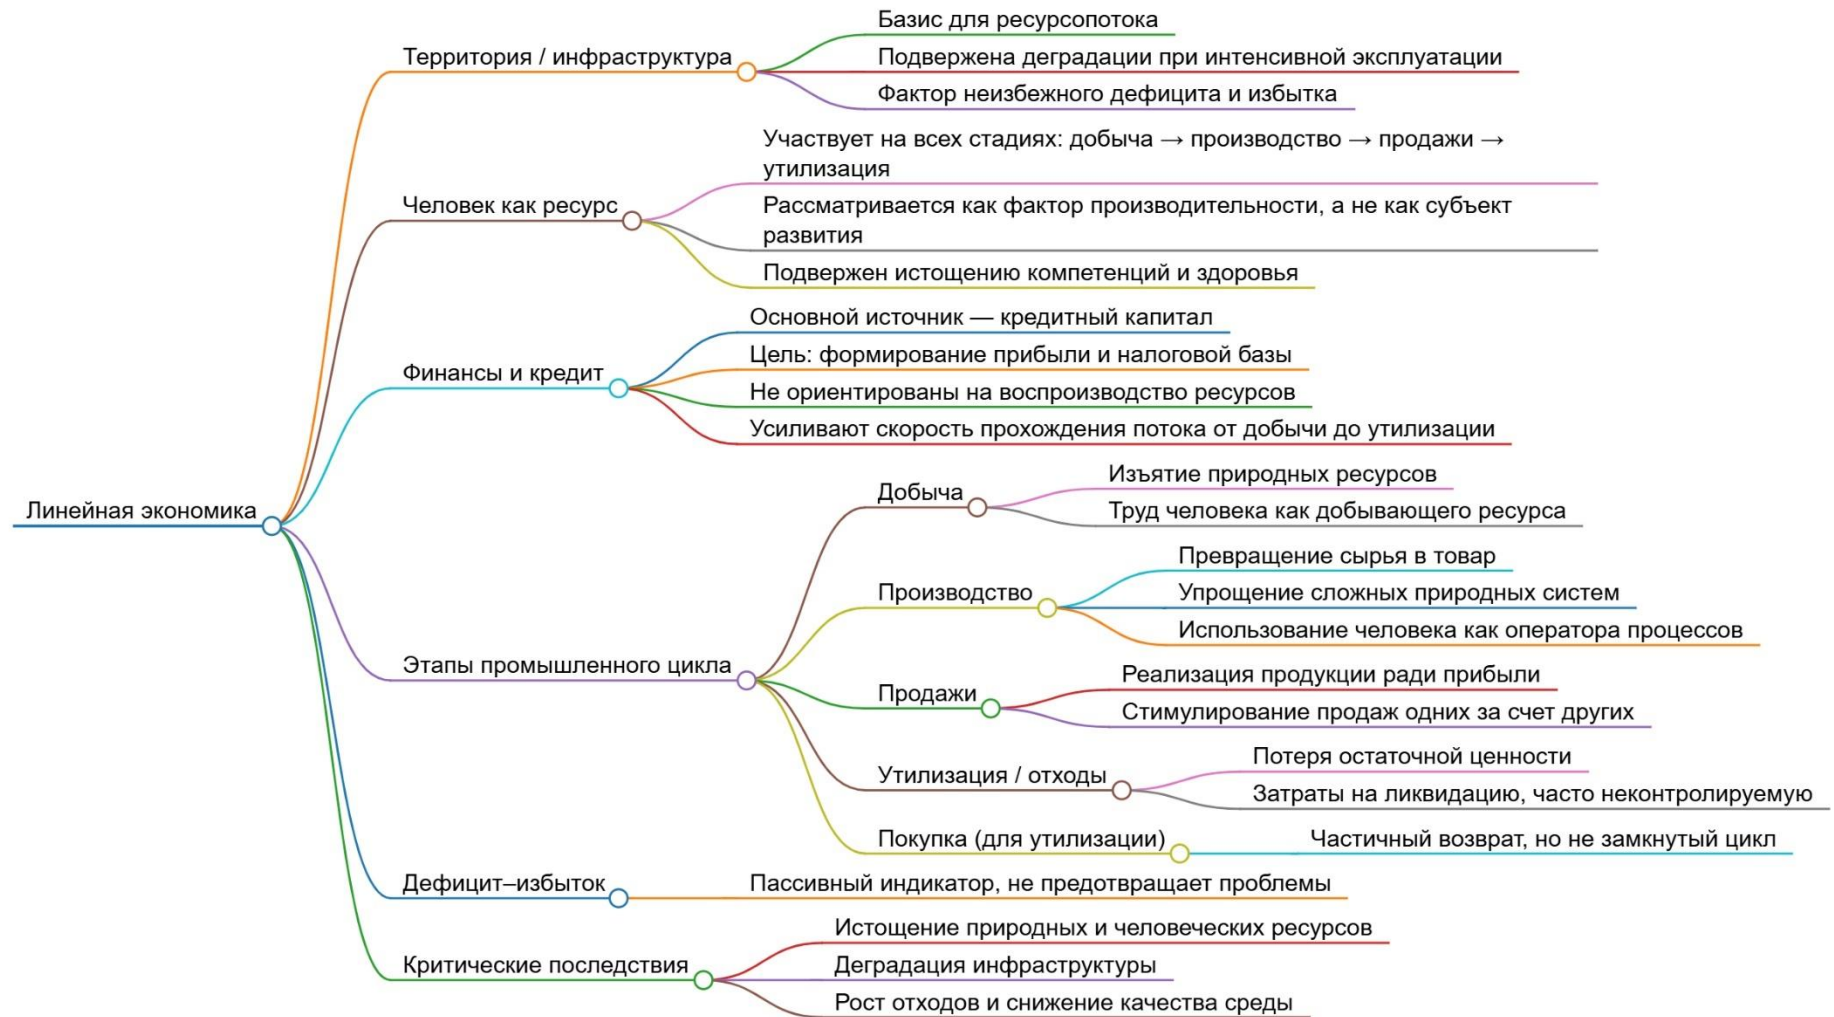 Линейная экономика
Территория / инфраструктура
Базис для ресурсопотока
Подвержена деградации при интенсивной эксплуатации
Фактор неизбежного дефицита и избытка
Человек как ресурс
Участвует на всех стадиях: добыча → производство → продажи →
утилизация
Рассматривается как фактор производительности, а не как субъект
развития
Подвержен истощению компетенций и здоровья
Финансы и кредит
Основной источник — кредитный капитал
Цель: формирование прибыли и налоговой базы
Не ориентированы на воспроизводство ресурсов
Усиливают скорость прохождения потока от добычи до утилизации
Этапы промышленного цикла
Добыча
Изъятие природных ресурсов
Труд человека как добывающего ресурса
Производство
Превращение сырья в товар
Упрощение сложных природных систем
Использование человека как оператора процессов
Продажи
Реализация продукции ради прибыли
Стимулирование продаж одних за счет других
Утилизация / отходы
Потеря остаточной ценности
Затраты на ликвидацию, часто неконтролируемую
Покупка (для утилизации)
Частичный возврат, но не замкнутый цикл
Дефицит–избыток
Пассивный индикатор, не предотвращает проблемы
Критические последствия
Истощение природных и человеческих ресурсов
Деградация инфраструктуры
Рост отходов и снижение качества среды